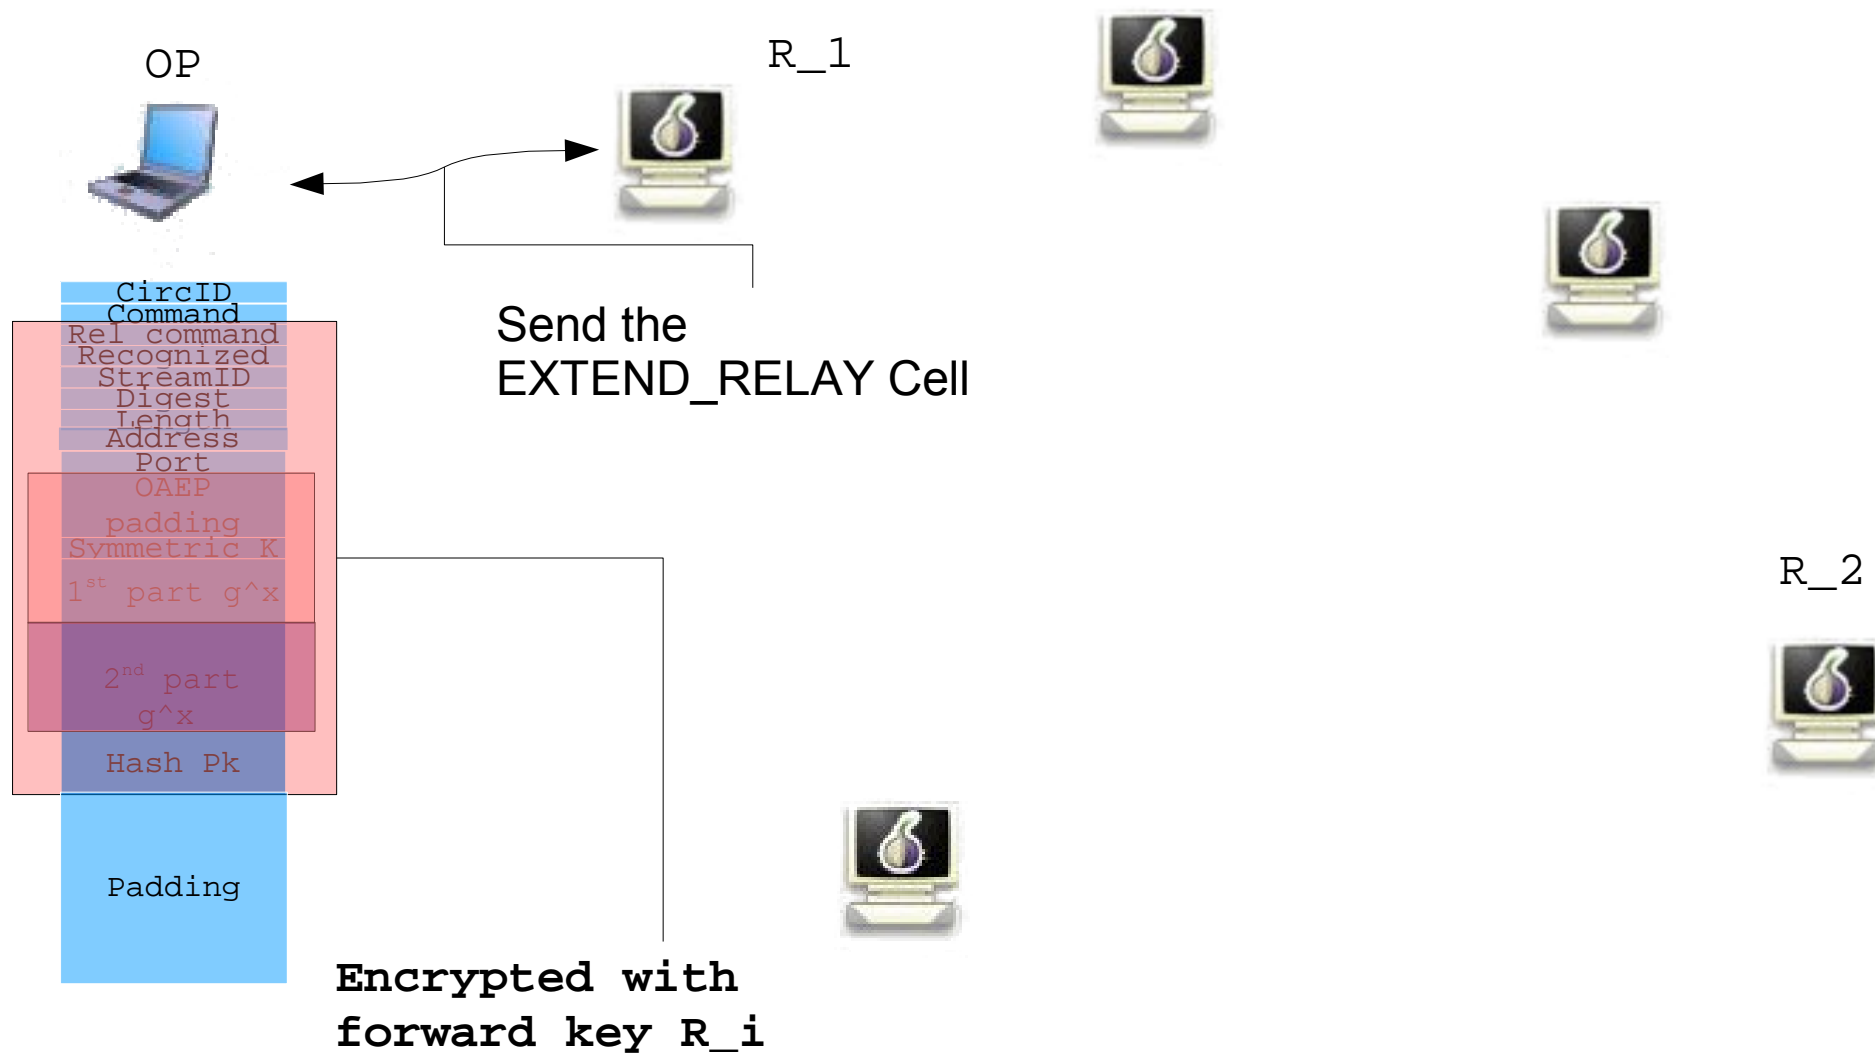 OP
R_1
CircID
Command
Rel command
Recognized
StreamID
Digest
Length
Address
Port
OAEP
padding
Symmetric K
1st part g^x
2nd part
g^x
Hash Pk
Padding
Send the
EXTEND_RELAY Cell
R_2
Encrypted with
forward key R_i